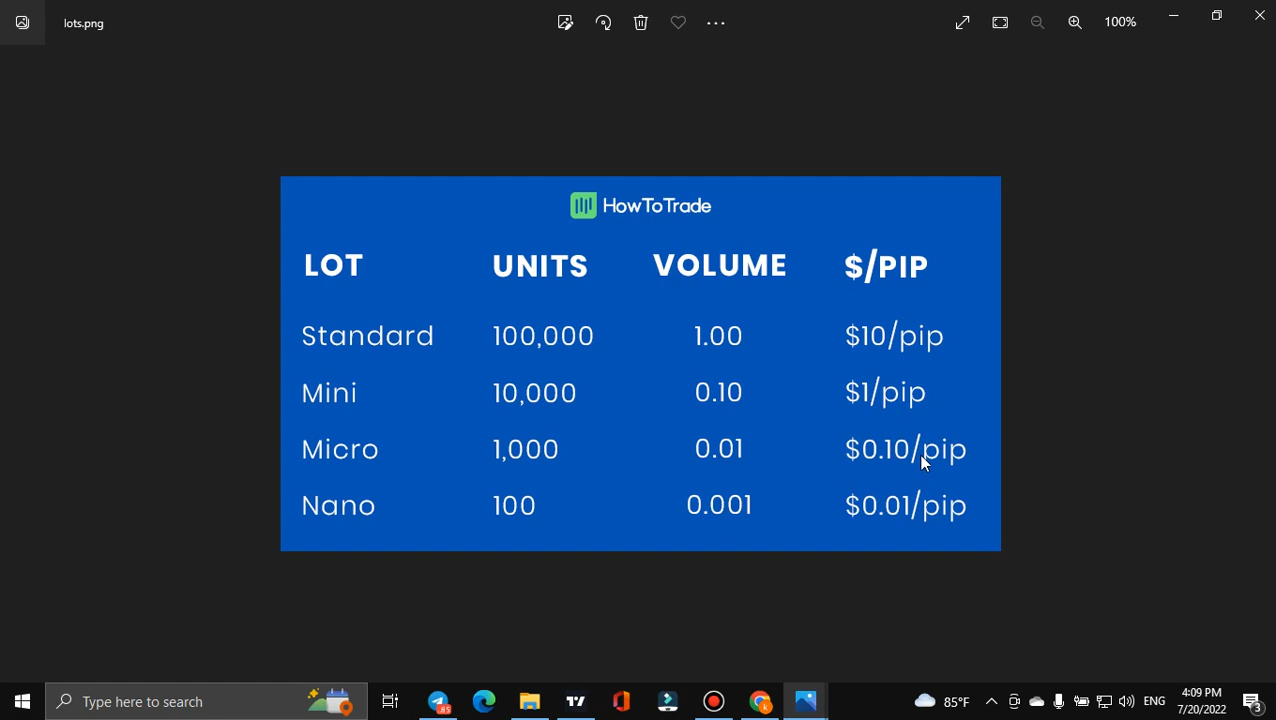 lots.png
100%
HowToTrade
LOT UNITS VOLUME $/PIP
Standard 100,000 1.00 $10/pip
Mini 10,000 0.10 $1/pip
Micro 1,000 0.01 $0.10/pip
Nano 100 0.001 $0.01/pip
Type here to search
85°F
ENG
4:09 PM
7/20/2022
3